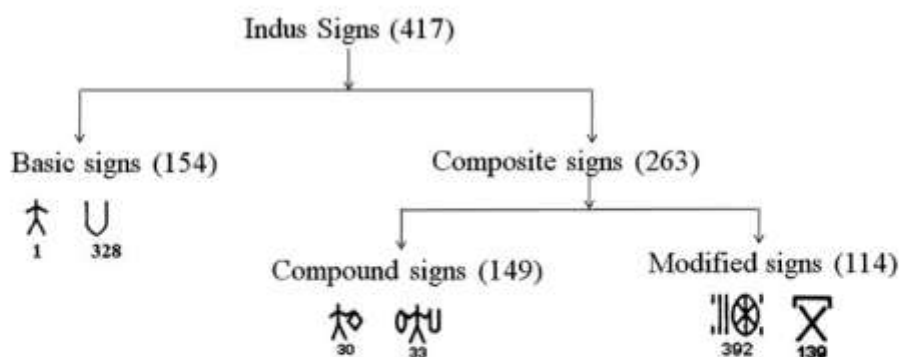 Indus Signs (417)
Basic signs (154)
Composite signs (263)
1 328
Compound signs (149)
Modified signs (114)
30 33
392 139